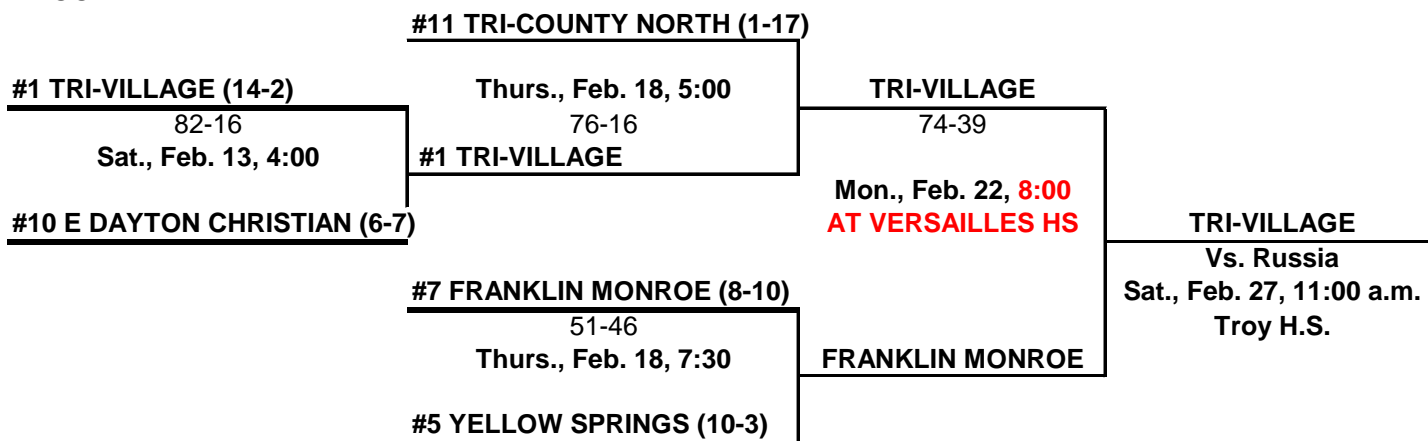 #11 TRI-COUNTY NORTH (1-17)
#1 TRI-VILLAGE (14-2)
Thurs., Feb. 18, 5:00
TRI-VILLAGE
82-16
76-16
74-39
Sat., Feb. 13, 4:00
#1 TRI-VILLAGE
Mon., Feb. 22, 8:00
#10 E DAYTON CHRISTIAN (6-7)
AT VERSAILLES HS
TRI-VILLAGE
Vs. Russia
#7 FRANKLIN MONROE (8-10)
Sat., Feb. 27, 11:00 a.m.
51-46
Troy H.S.
Thurs., Feb. 18, 7:30
FRANKLIN MONROE
#5 YELLOW SPRINGS (10-3)